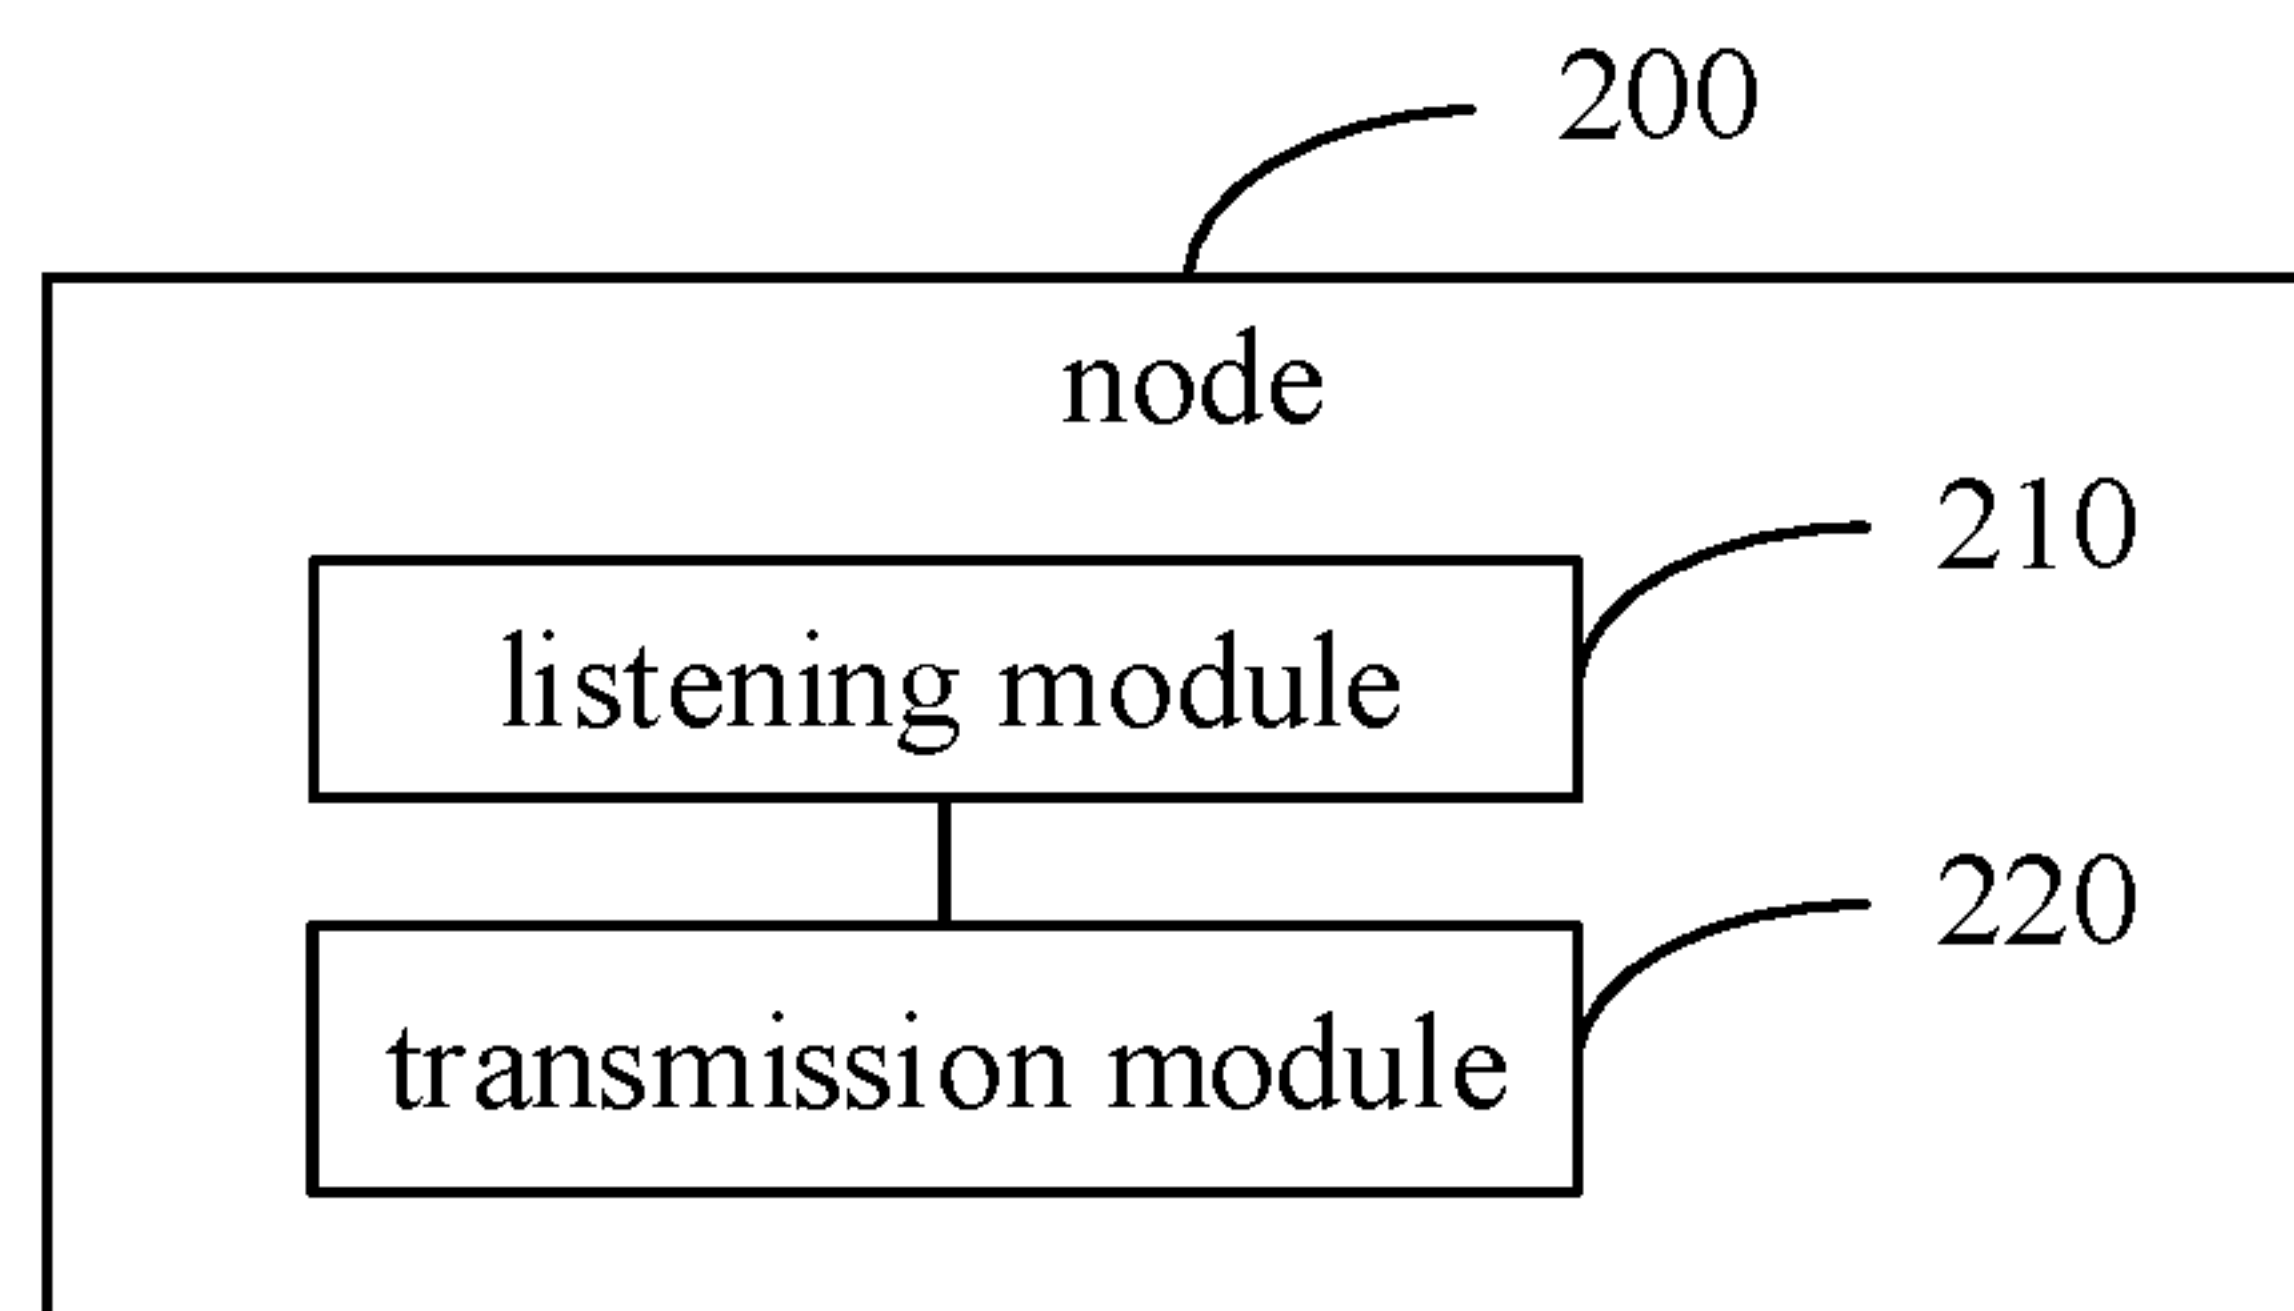 200
node
210
listening module
220
transmission module